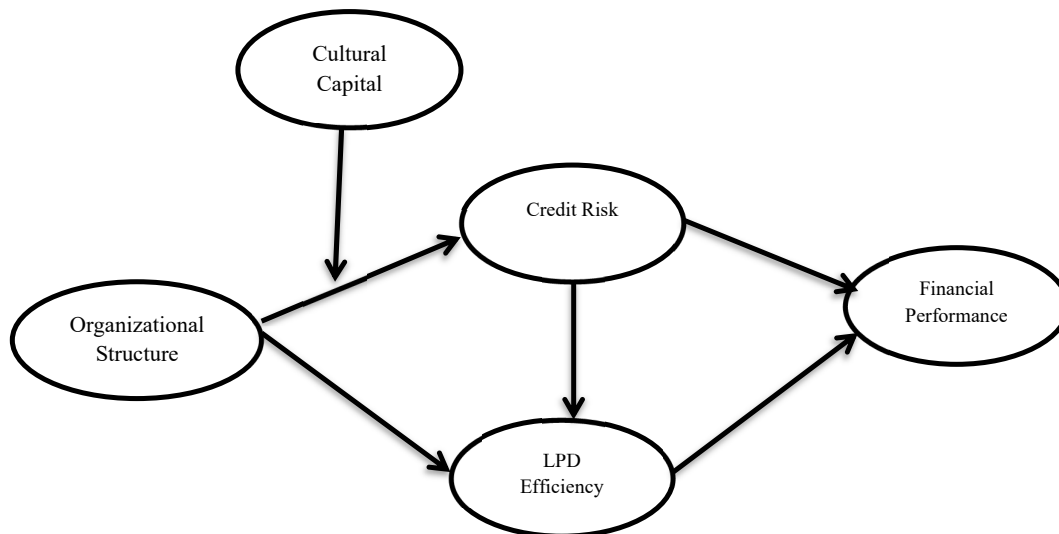 Cultural
Capital
Credit Risk
Financial
Performance
Organizational
Structure
LPD
Efficiency